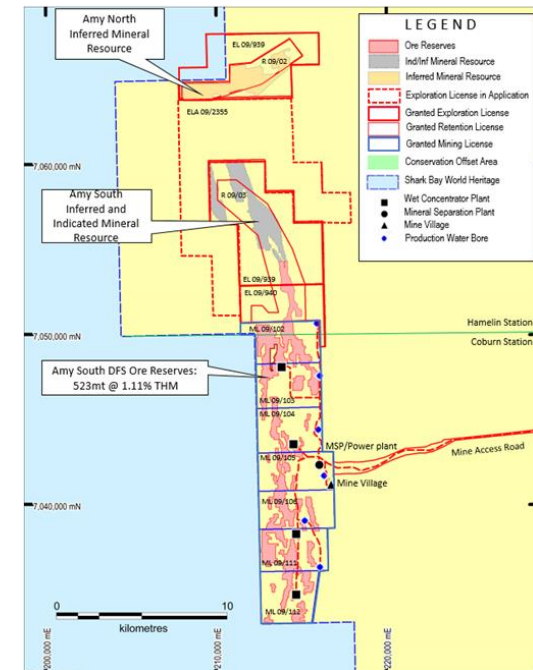 Amy North
Inferred Mineral
Resource
EL 09/939
R 09/02
ELA 09/2355
LEGEND
Ore Reserves
Ind/Inf Mineral Resource
Inferred Mineral Resource
Exploration License in Application
Granted Exploration License
Granted Retention License
Granted Mining License
Conservation Offset Area
Shark Bay World Heritage
Wet Concentrator Plant
Mineral Separation Plant
Mine Village
Production Water Bore
7,060,000 mN
R 09/03
Amy South
Inferred and
Indicated Mineral
Resource
EL 09/939
EL 09/940
ML 09/102
Hamelin Station
7,050,000 mN
Coburn Station
Amy South DFS Ore Reserves:
523mt @ 1.11% THM
ML 09/103
ML 09/104
MSP/Power plant
Mine Access Road
ML 09/105
Mine Village
7,040,000 mN
ML 09/106
ML 09/111
ML 09/112
0
10
kilometres
9200,000 mE
9210,000 mE
9220,000 mE